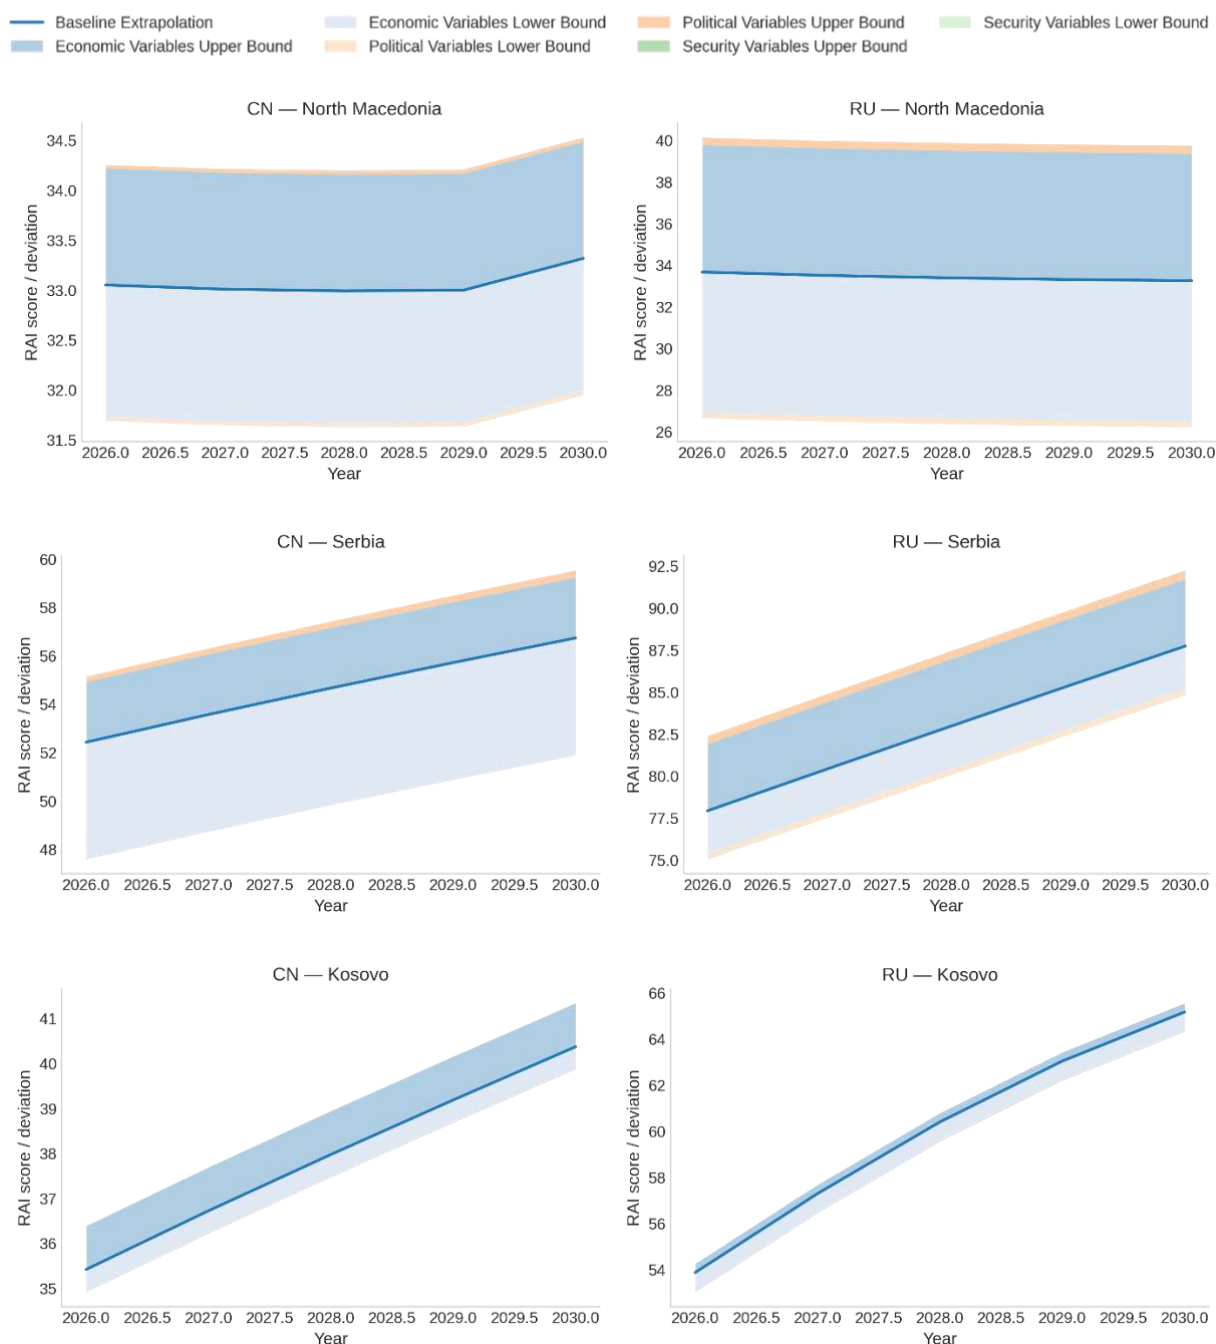 Baseline Extrapolation
Economic Variables Upper Bound
Economic Variables Lower Bound
Political Variables Lower Bound
Political Variables Upper Bound
Security Variables Upper Bound
Security Variables Lower Bound
CN — North Macedonia
RAI score / deviation
34.5
34.0
33.5
33.0
32.5
32.0
31.5
2026.0 2026.5 2027.0 2027.5 2028.0 2028.5 2029.0 2029.5 2030.0
Year
RU — North Macedonia
RAI score / deviation
40
38
36
34
32
30
28
26
2026.0 2026.5 2027.0 2027.5 2028.0 2028.5 2029.0 2029.5 2030.0
Year
CN — Serbia
RAI score / deviation
60
58
56
54
52
50
48
2026.0 2026.5 2027.0 2027.5 2028.0 2028.5 2029.0 2029.5 2030.0
Year
RU — Serbia
RAI score / deviation
92.5
90.0
87.5
85.0
82.5
80.0
77.5
75.0
2026.0 2026.5 2027.0 2027.5 2028.0 2028.5 2029.0 2029.5 2030.0
Year
CN — Kosovo
RAI score / deviation
41
40
39
38
37
36
35
2026.0 2026.5 2027.0 2027.5 2028.0 2028.5 2029.0 2029.5 2030.0
Year
RU — Kosovo
RAI score / deviation
66
64
62
60
58
56
54
2026.0 2026.5 2027.0 2027.5 2028.0 2028.5 2029.0 2029.5 2030.0
Year